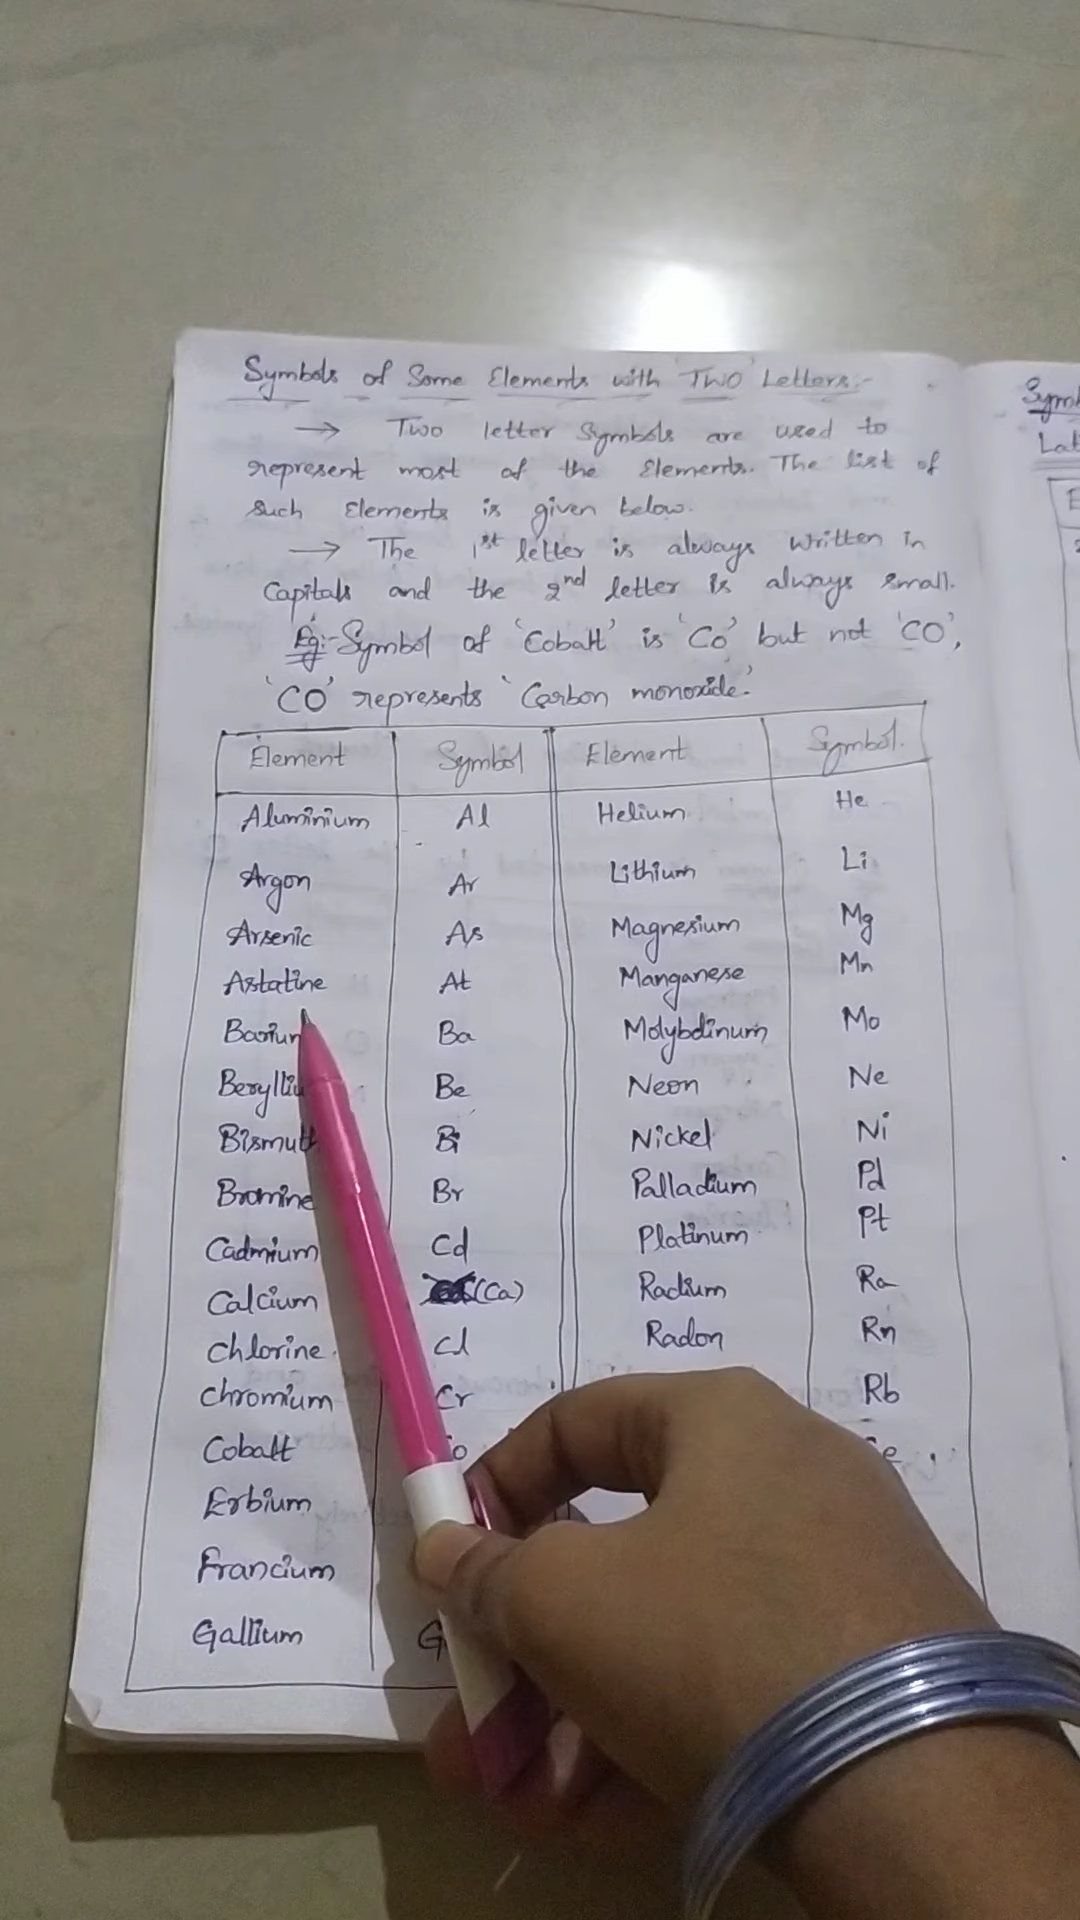 Symbols of Some Elements with 'TWO' Letters:-
→ Two letter Symbols are used to
represent most of the Elements. The list of
such Elements is given below.
→ The 1st letter is always written in
Capitals and the 2nd letter is always small.
Eg:- Symbol of 'Cobalt' is 'Co' but not 'CO',
'CO' represents 'Carbon monoxide.'
Element Symbol Element Symbol.
Aluminium Al Helium He
Argon Ar Lithium Li
Arsenic As Magnesium Mg
Astatine At Manganese Mn
Barium Ba Molybdinum Mo
Be Neon Ne
Bi Nickel Ni
Bromine Br Palladium Pd
Cadmium Cd Platinum Pt
Calcium (Ca) Radium Ra
Chlorine Cl Radon Rn
Chromium Cr Rb
Cobalt
Erbium
Francium
Gallium